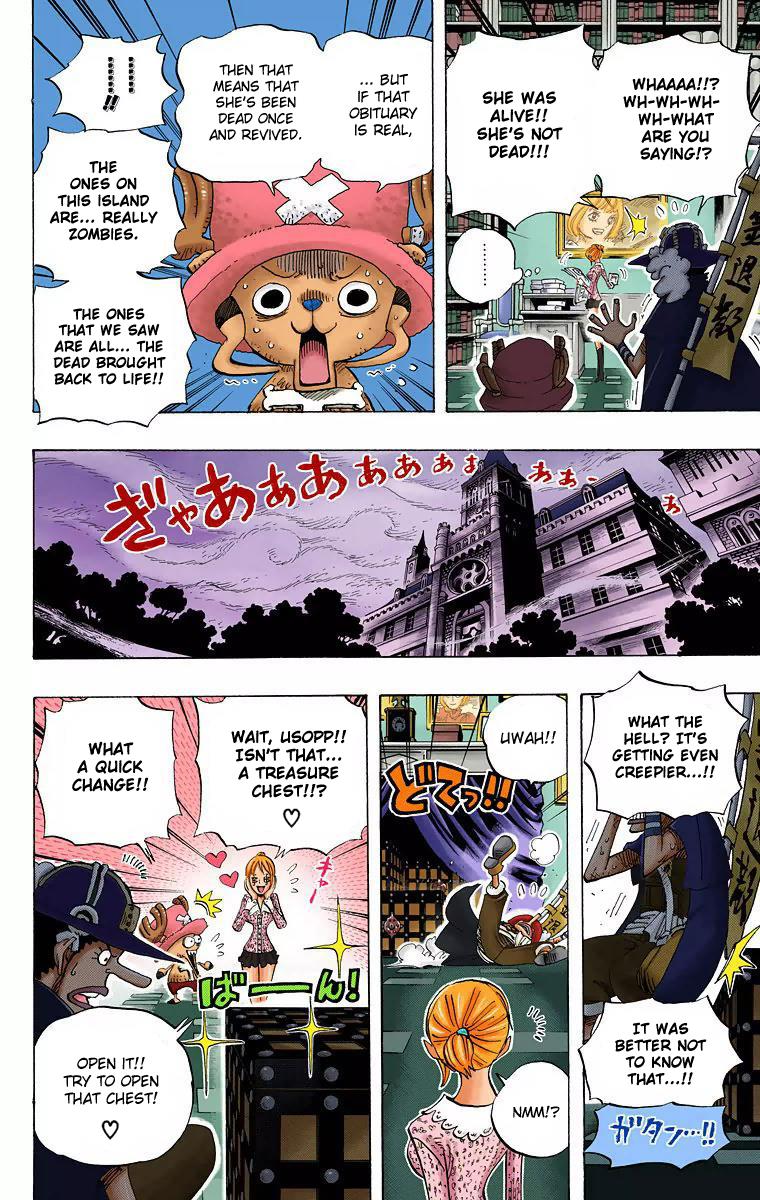 WHAAAA!!?
WH-WH-WH-
WH-WHAT
ARE YOU
SAYING!?
SHE WAS
ALIVE!!
SHE'S NOT
DEAD!!!
..........
... BUT
IF THAT
OBITUARY
IS REAL,
THEN THAT
MEANS THAT
SHE'S BEEN
DEAD ONCE
AND REVIVED.
THE
ONES ON
THIS ISLAND
ARE... REALLY
ZOMBIES.
THE ONES
THAT WE SAW
ARE ALL... THE
DEAD BROUGHT
BACK TO LIFE!!
ぎゃあああぁぁぁぁぁぁ-ぁ
WHAT THE
HELL? IT'S
GETTING EVEN
CREEPIER...!!
IT WAS
BETTER NOT
TO KNOW
THAT...!!
ガタン…!!
UWAH!!
どてっ!!
NMM!?
WAIT, USOPP!!
ISN'T THAT...
A TREASURE
CHEST!!?
♡
キャー
WHAT
A QUICK
CHANGE!!
ばーーん!
OPEN IT!!
TRY TO OPEN
THAT CHEST!
♡